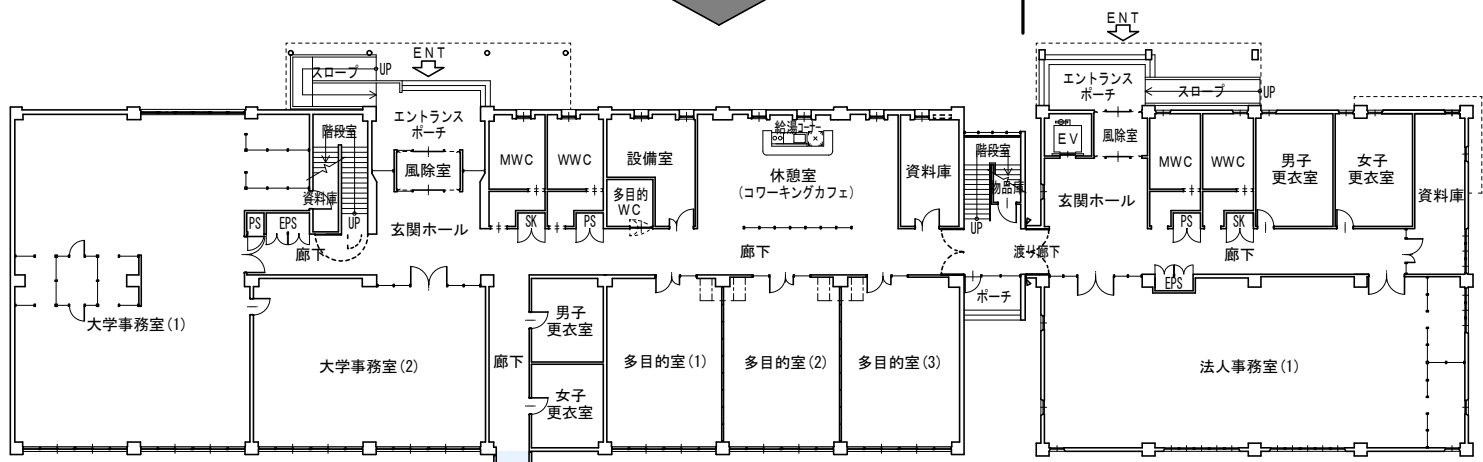 ENT
スロープ
UP
エントランス
ポーチ
階段室
資料庫
UP
風除室
玄関ホール
MWC
WWC
SK
PS
設備室
多目的
WC
給湯コーナー
休憩室
(コワーキングカフェ)
資料庫
階段室
物品庫
UP
PS
EPS
廊下
廊下
渡り廊下
ポーチ
大学事務室(1)
大学事務室(2)
廊下
男子
更衣室
女子
更衣室
多目的室(1)
多目的室(2)
多目的室(3)
ENT
エントランス
ポーチ
スロープ
UP
EV
風除室
玄関ホール
MWC
WWC
PS
SK
男子
更衣室
女子
更衣室
資料庫
廊下
EPS
法人事務室(1)